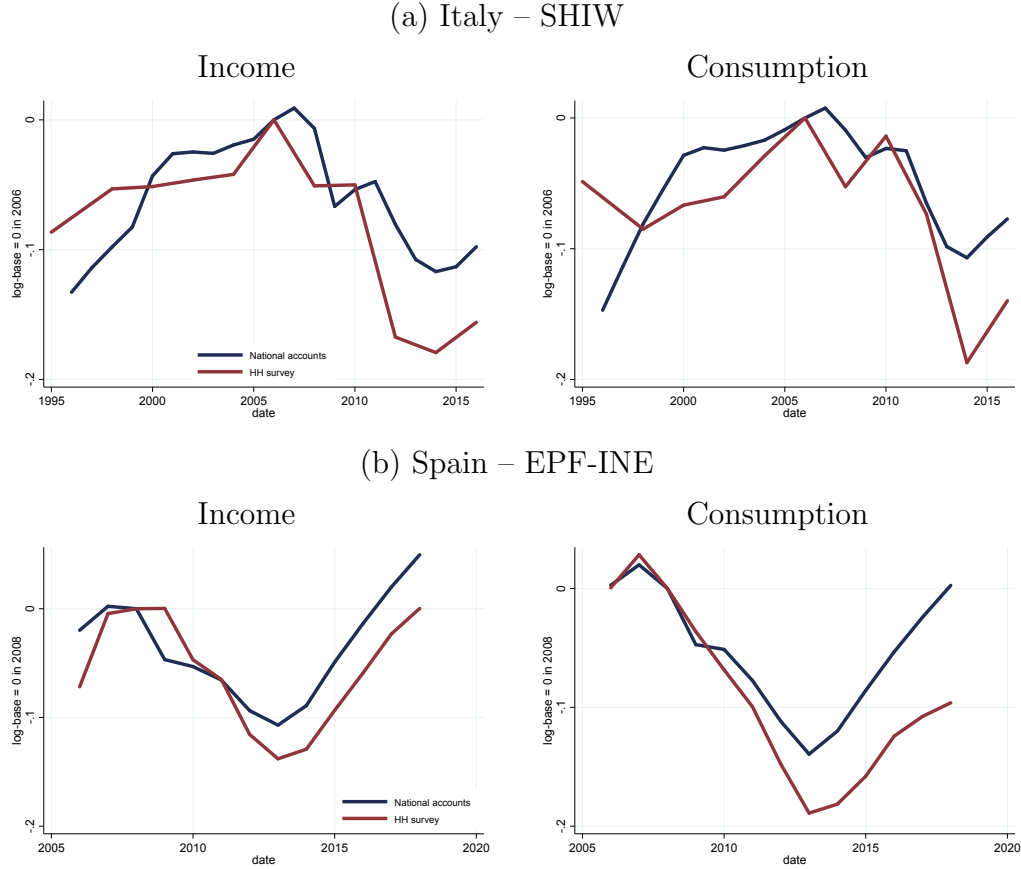 (a) Italy – SHIW
Income
Consumption
log-base = 0 in 2006
0
-.1
-.2
1995
2000
2005
2010
2015
date
National accounts
HH survey
log-base = 0 in 2006
0
-.1
-.2
1995
2000
2005
2010
2015
date
(b) Spain – EPF-INE
Income
Consumption
log-base = 0 in 2008
0
-.1
-.2
2005
2010
2015
2020
date
National accounts
HH survey
log-base = 0 in 2008
0
-.1
-.2
2005
2010
2015
2020
date